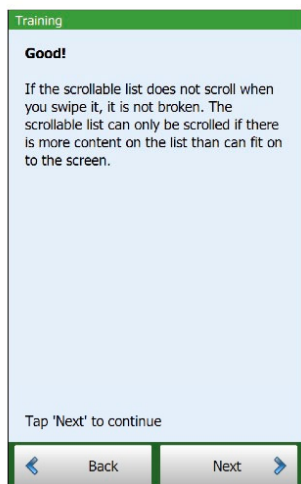 Training
Good!
If the scrollable list does not scroll when
you swipe it, it is not broken. The
scrollable list can only be scrolled if there
is more content on the list than can fit on
to the screen.
Tap 'Next' to continue
Back
Next